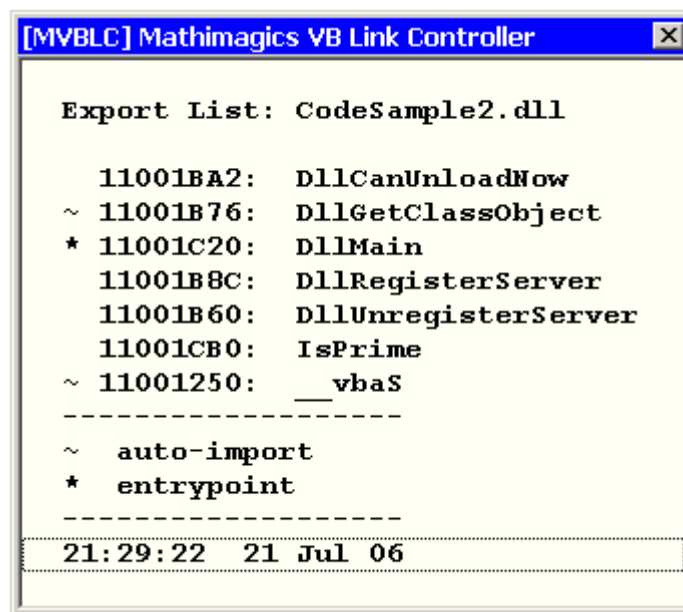 [MVBLC] Mathimagics VB Link Controller
Export List: CodeSample2.dll
11001BA2: DllCanUnloadNow
~ 11001B76: DllGetClassObject
* 11001C20: DllMain
11001B8C: DllRegisterServer
11001B60: DllUnregisterServer
11001CB0: IsPrime
~ 11001250: __vbaS
-------------------
~ auto-import
* entrypoint
-------------------
21:29:22 21 Jul 06